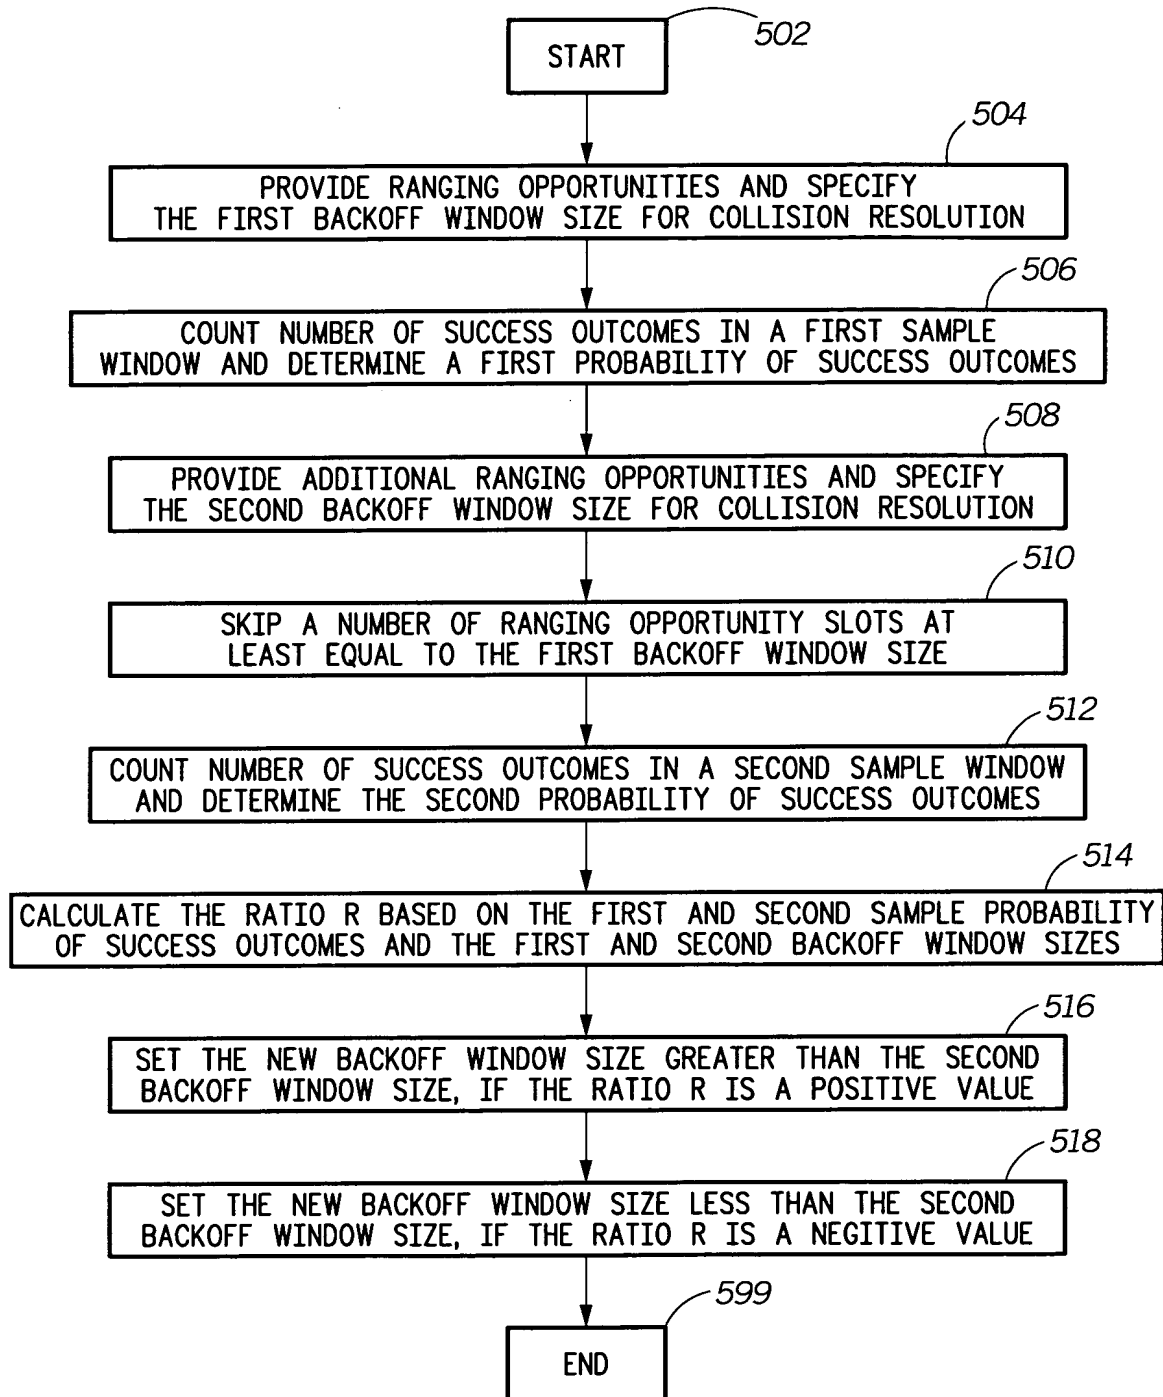 502
START
504
PROVIDE RANGING OPPORTUNITIES AND SPECIFY
THE FIRST BACKOFF WINDOW SIZE FOR COLLISION RESOLUTION
506
COUNT NUMBER OF SUCCESS OUTCOMES IN A FIRST SAMPLE
WINDOW AND DETERMINE A FIRST PROBABILITY OF SUCCESS OUTCOMES
508
PROVIDE ADDITIONAL RANGING OPPORTUNITIES AND SPECIFY
THE SECOND BACKOFF WINDOW SIZE FOR COLLISION RESOLUTION
510
SKIP A NUMBER OF RANGING OPPORTUNITY SLOTS AT
LEAST EQUAL TO THE FIRST BACKOFF WINDOW SIZE
512
COUNT NUMBER OF SUCCESS OUTCOMES IN A SECOND SAMPLE WINDOW
AND DETERMINE THE SECOND PROBABILITY OF SUCCESS OUTCOMES
514
CALCULATE THE RATIO R BASED ON THE FIRST AND SECOND SAMPLE PROBABILITY
OF SUCCESS OUTCOMES AND THE FIRST AND SECOND BACKOFF WINDOW SIZES
516
SET THE NEW BACKOFF WINDOW SIZE GREATER THAN THE SECOND
BACKOFF WINDOW SIZE, IF THE RATIO R IS A POSITIVE VALUE
518
SET THE NEW BACKOFF WINDOW SIZE LESS THAN THE SECOND
BACKOFF WINDOW SIZE, IF THE RATIO R IS A NEGITIVE VALUE
599
END